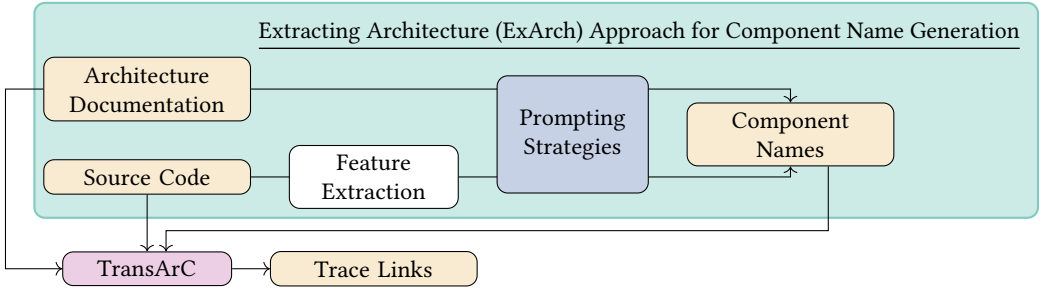 Extracting Architecture (ExArch) Approach for Component Name Generation
Architecture
Documentation
Prompting
Strategies
Component
Names
Source Code
Feature
Extraction
TransArC
Trace Links